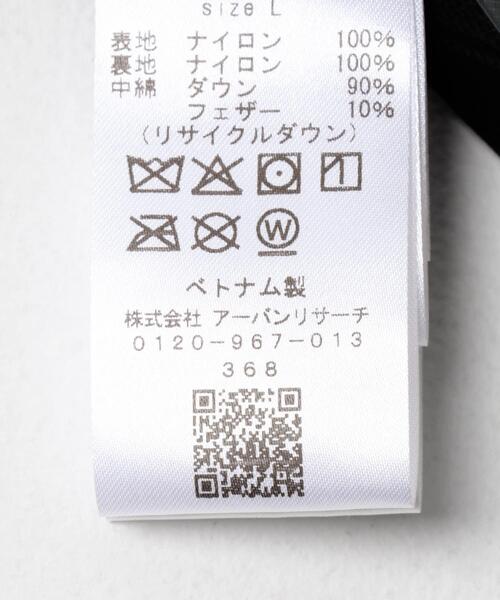 size L
表地 ナイロン 100%
裏地 ナイロン 100%
中綿 ダウン 90%
フェザー 10%
(リサイクルダウン)
W
ベトナム製
株式会社 アーバンリサーチ
0120-967-013
368